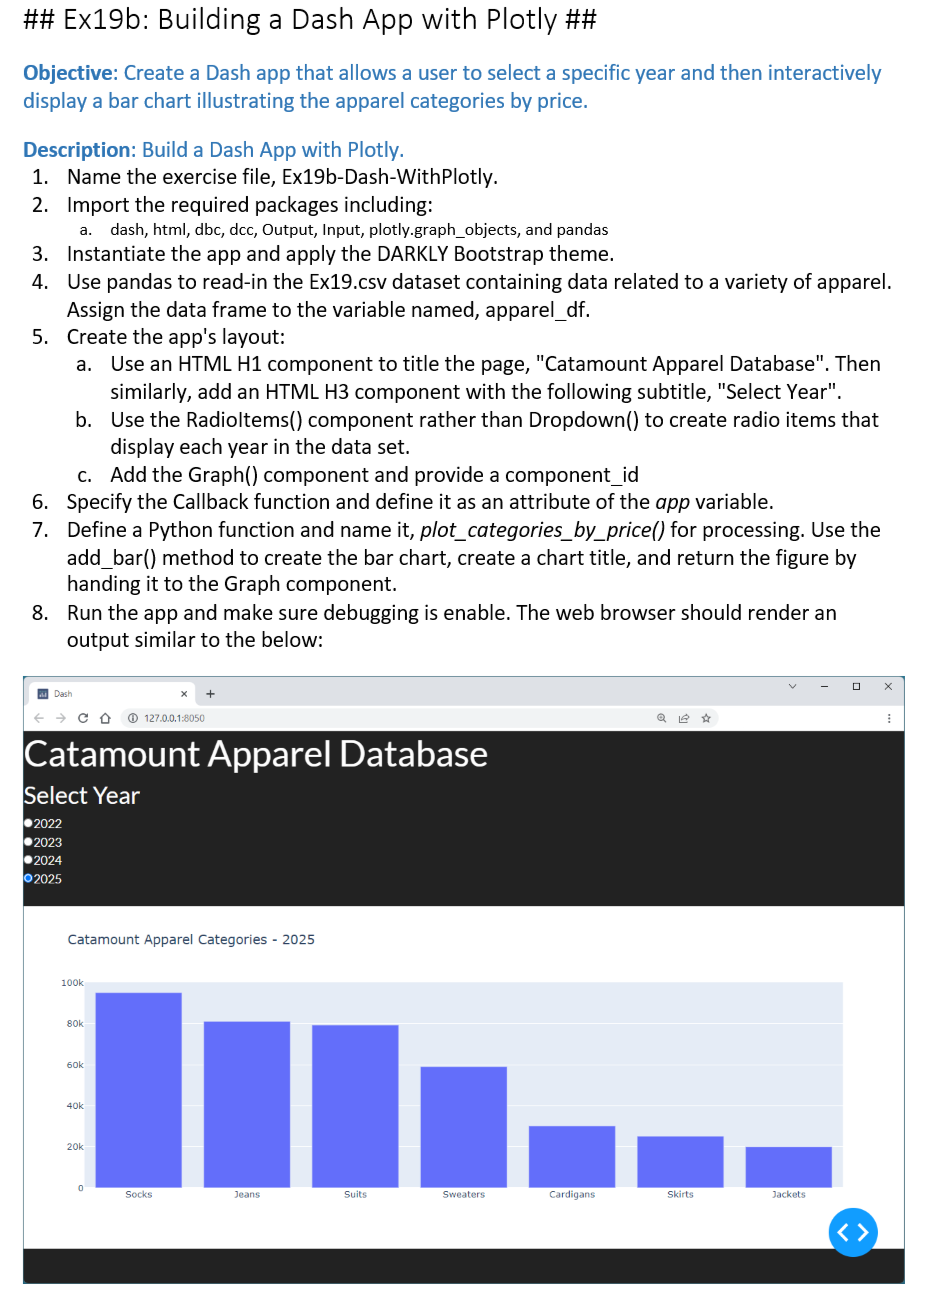 ## Ex19b: Building a Dash App with Plotly ##
Objective: Create a Dash app that allows a user to select a specific year and then interactively
display a bar chart illustrating the apparel categories by price.
Description: Build a Dash App with Plotly.
1. Name the exercise file, Ex19b-Dash-WithPlotly.
2. Import the required packages including:
a. dash, html, dbc, dcc, Output, Input, plotly.graph_objects, and pandas
3. Instantiate the app and apply the DARKLY Bootstrap theme.
4. Use pandas to read-in the Ex19.csv dataset containing data related to a variety of apparel.
Assign the data frame to the variable named, apparel_df.
5. Create the app's layout:
a. Use an HTML H1 component to title the page, "Catamount Apparel Database". Then
similarly, add an HTML H3 component with the following subtitle, "Select Year".
b. Use the RadioItems() component rather than Dropdown() to create radio items that
display each year in the data set.
c. Add the Graph() component and provide a component_id
6. Specify the Callback function and define it as an attribute of the app variable.
7. Define a Python function and name it, plot_categories_by_price() for processing. Use the
add_bar() method to create the bar chart, create a chart title, and return the figure by
handing it to the Graph component.
8. Run the app and make sure debugging is enable. The web browser should render an
output similar to the below:
Dash
127.0.0.1:8050
Catamount Apparel Database
Select Year
2022
2023
2024
2025
Catamount Apparel Categories - 2025
100k
80k
60k
40k
20k
0
Socks Jeans Suits Sweaters Cardigans Skirts Jackets